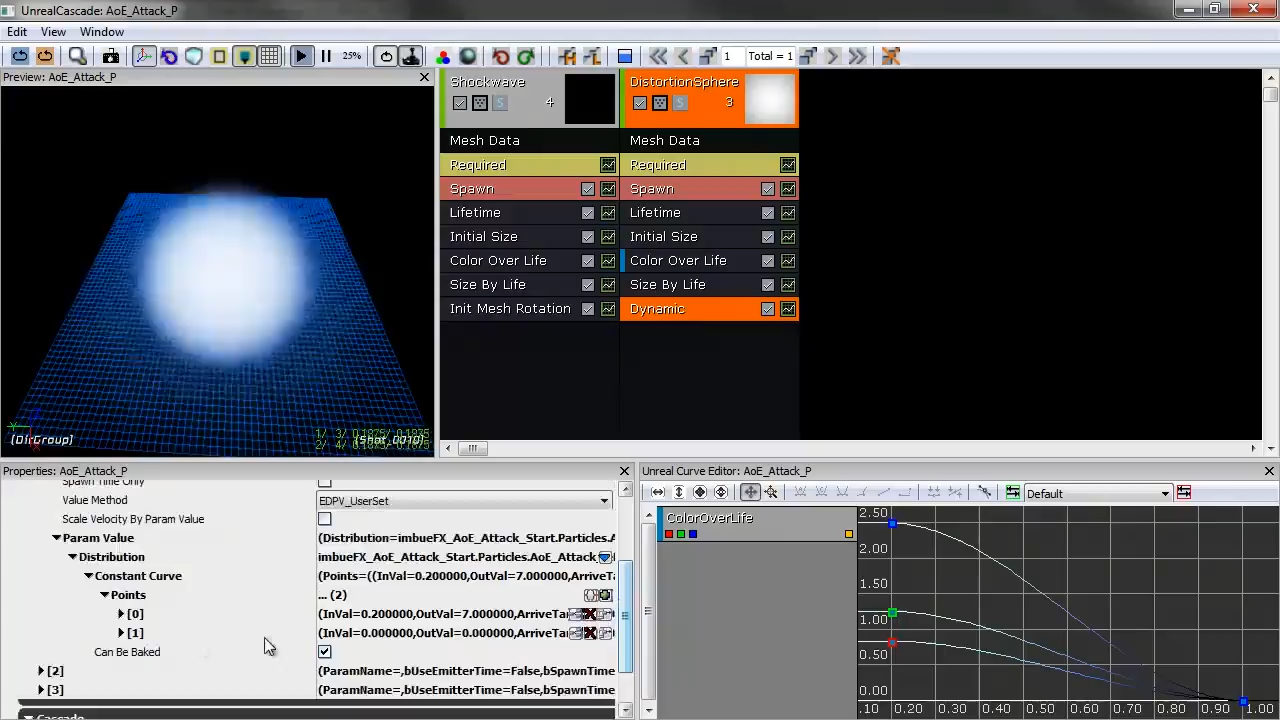 UnrealCascade: AoE_Attack_P
Edit View Window
25%
1 Total = 1
Preview: AoE_Attack_P
Shockwave
4
DistortionSphere
3
Mesh Data Mesh Data
Required Required
Spawn Spawn
Lifetime Lifetime
Initial Size Initial Size
Color Over Life Color Over Life
Size By Life Size By Life
Init Mesh Rotation Dynamic
Properties: AoE_Attack_P
Spawn Time Only
Value Method EDPV_UserSet
Scale Velocity By Param Value
Param Value (Distribution=imbueFX_AoE_Attack_Start.Particles.AoE_Attack
Distribution imbueFX_AoE_Attack_Start.Particles.AoE_Attack
Constant Curve (Points=((InVal=0.200000,OutVal=7.000000,ArriveTa
Points ... (2)
[0] (InVal=0.200000,OutVal=7.000000,ArriveTa
[1] (InVal=0.000000,OutVal=0.000000,ArriveTa
Can Be Baked
[2] (ParamName=,bUseEmitterTime=False,bSpawnTime
[3] (ParamName=,bUseEmitterTime=False,bSpawnTime
Cascade
Unreal Curve Editor: AoE_Attack_P
Default
ColorOverLife
2.50
2.00
1.50
1.00
0.50
0.00
.10 0.20 0.30 0.40 0.50 0.60 0.70 0.80 0.90 1.00